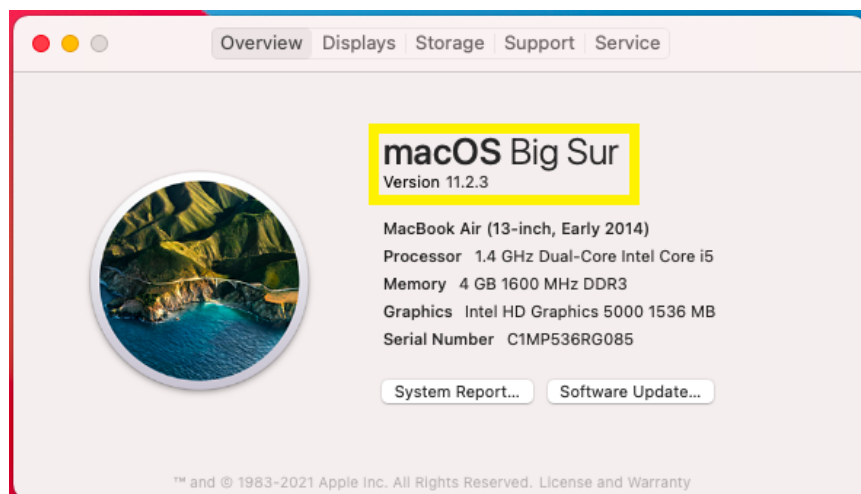 Overview Displays Storage Support Service
macOS Big Sur
Version 11.2.3
MacBook Air (13-inch, Early 2014)
Processor 1.4 GHz Dual-Core Intel Core i5
Memory 4 GB 1600 MHz DDR3
Graphics Intel HD Graphics 5000 1536 MB
Serial Number C1MP536RG085
System Report... Software Update...
™ and © 1983-2021 Apple Inc. All Rights Reserved. License and Warranty